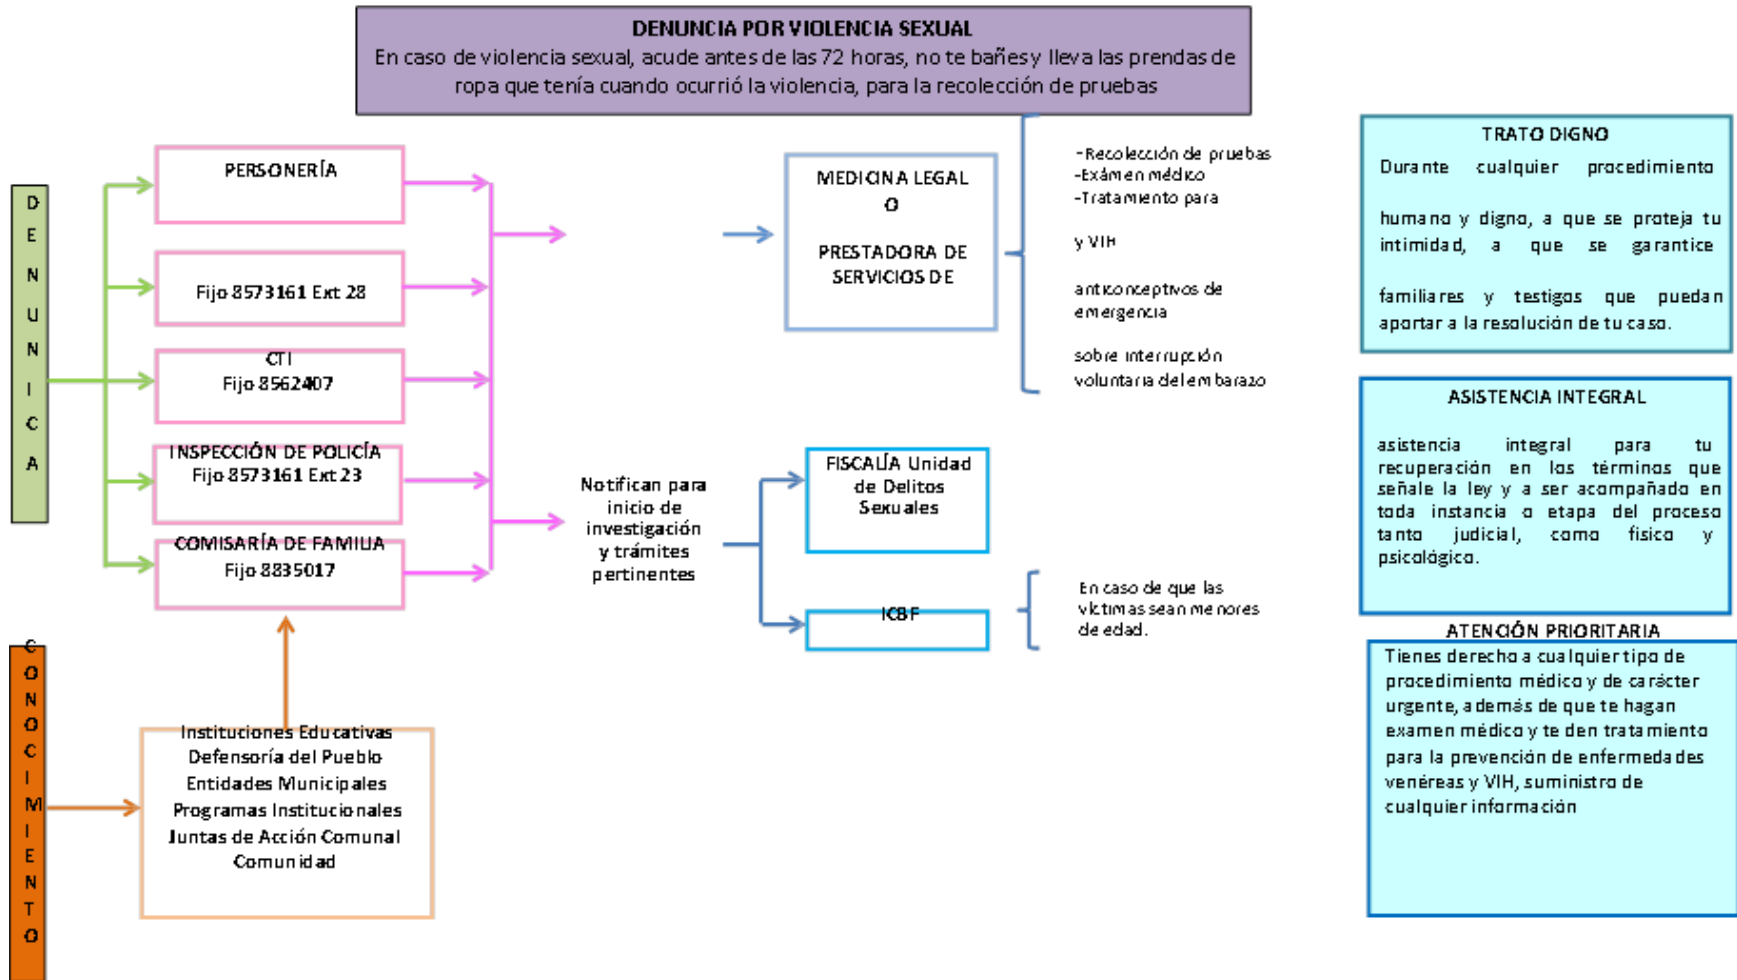 DENUNCIA POR VIOLENCIA SEXUAL
En caso de violencia sexual, acude antes de las 72 horas, no te bañes y lleva las prendas de
ropa que tenía cuando ocurrió la violencia, para la recolección de pruebas
DENUNICA
PERSONERÍA
Fijo 8573161 Ext 28
CTI
Fijo 8562407
INSPECCIÓN DE POLICÍA
Fijo 8573161 Ext 23
COMISARÍA DE FAMILIA
Fijo 8835017
CONOCIMIENTO
Instituciones Educativas
Defensoría del Pueblo
Entidades Municipales
Programas Institucionales
Juntas de Acción Comunal
Comunidad
MEDICINA LEGAL
O
PRESTADORA DE
SERVICIOS DE
-Recolección de pruebas
-Exámen médico
-Tratamiento para
y VIH
anticonceptivos de
emergencia
sobre interrupción
voluntaria del embarazo
Notifican para
inicio de
investigación
y trámites
pertinentes
FISCALÍA Unidad
de Delitos
Sexuales
ICBF
En caso de que las
víctimas sean menores
de edad.
TRATO DIGNO
Durante cualquier procedimiento
humano y digno, a que se proteja tu
intimidad, a que se garantice
familiares y testigos que puedan
aportar a la resolución de tu caso.
ASISTENCIA INTEGRAL
asistencia integral para tu
recuperación en los términos que
señale la ley y a ser acompañado en
toda instancia o etapa del proceso
tanto judicial, como físico y
psicológico.
ATENCIÓN PRIORITARIA
Tienes derecho a cualquier tipo de
procedimiento médico y de carácter
urgente, además de que te hagan
examen médico y te den tratamiento
para la prevención de enfermedades
venéreas y VIH, suministro de
cualquier información